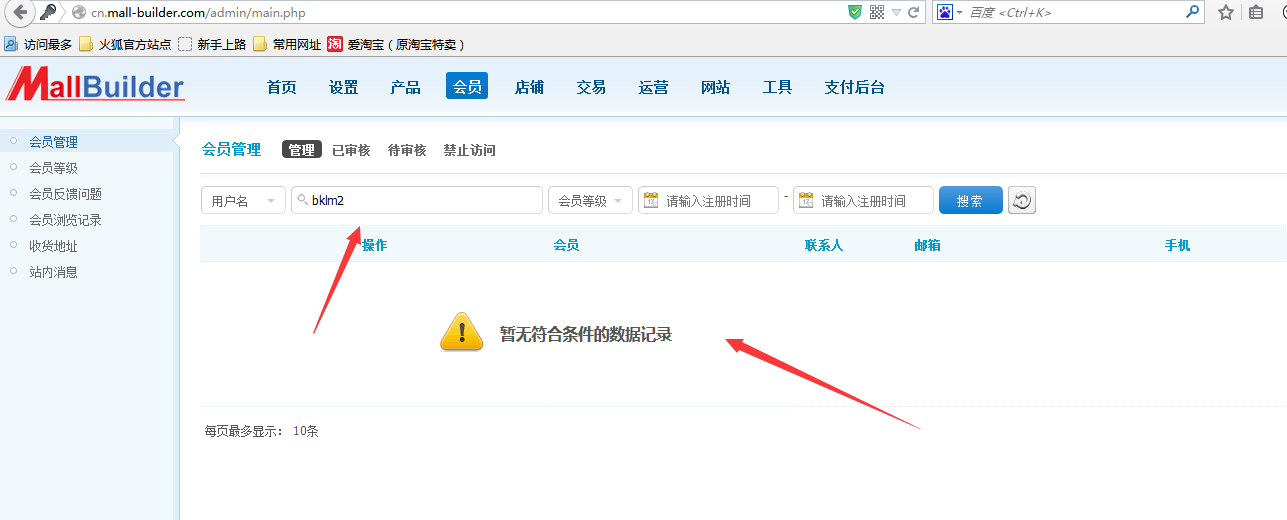 cn.mall-builder.com/admin/main.php 百度 <Ctrl+K>
访问最多 火狐官方站点 新手上路 常用网址 淘 爱淘宝（原淘宝特卖）
MallBuilder 首页 设置 产品 会员 店铺 交易 运营 网站 工具 支付后台
会员管理
会员等级
会员反馈问题
会员浏览记录
收货地址
站内消息
会员管理 管理 已审核 待审核 禁止访问
用户名 bklm2 会员等级 请输入注册时间 - 请输入注册时间 搜索
操作 会员 联系人 邮箱 手机
暂无符合条件的数据记录
每页最多显示： 10条